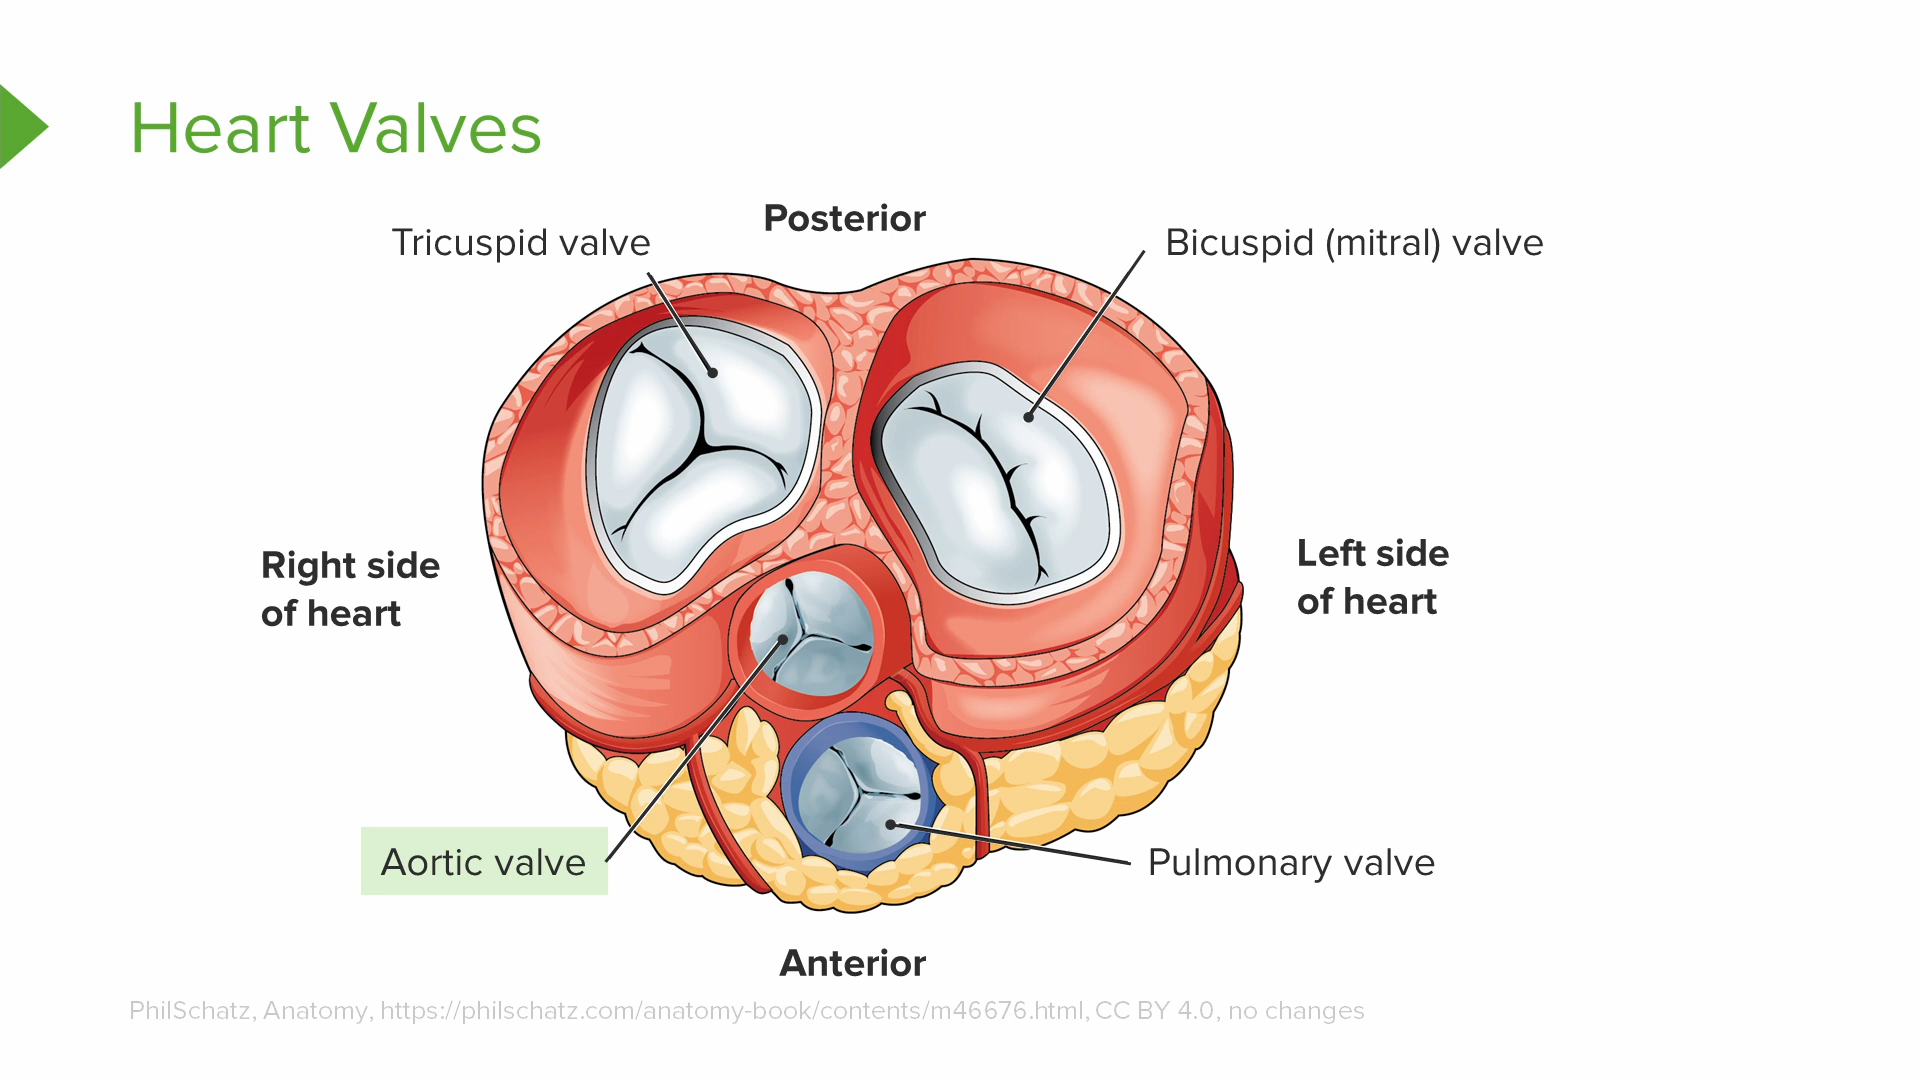 Heart Valves
Posterior
Tricuspid valve
Bicuspid (mitral) valve
Right side
of heart
Left side
of heart
Aortic valve
Pulmonary valve
Anterior
PhilSchatz, Anatomy, https://philschatz.com/anatomy-book/contents/m46676.html, CC BY 4.0, no changes